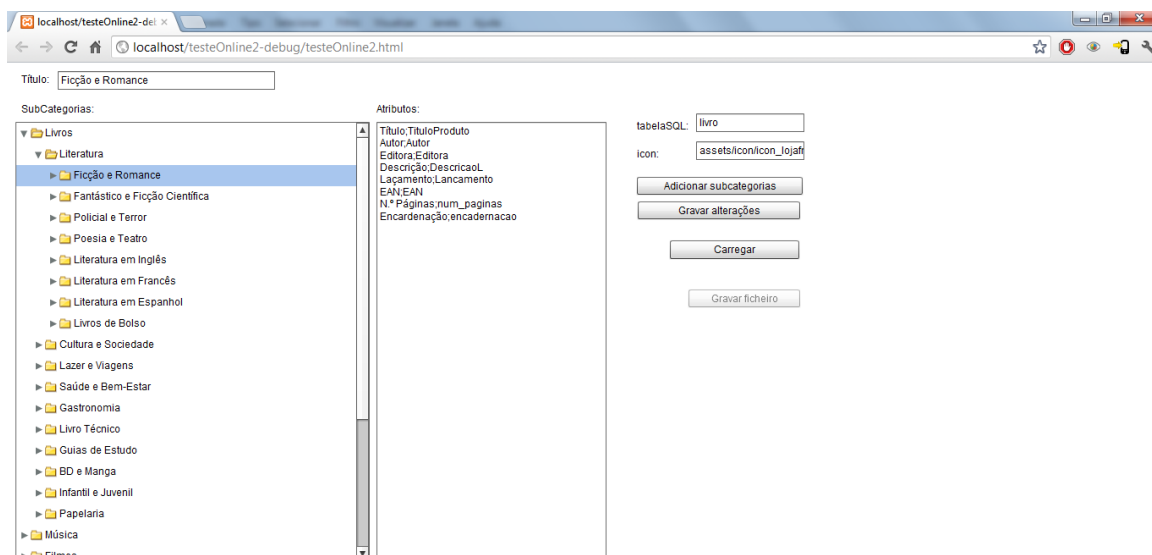 localhost/testeOnline2-deb
localhost/testeOnline2-debug/testeOnline2.html
Título: Ficção e Romance
SubCategorias:
Livros
Literatura
Ficção e Romance
Fantástico e Ficção Científica
Policial e Terror
Poesia e Teatro
Literatura em Inglês
Literatura em Francês
Literatura em Espanhol
Livros de Bolso
Cultura e Sociedade
Lazer e Viagens
Saúde e Bem-Estar
Gastronomia
Livro Técnico
Guias de Estudo
BD e Manga
Infantil e Juvenil
Papelaria
Música
Filmes
Atributos:
Título;TituloProduto
Autor;Autor
Editora;Editora
Descrição;DescricaoL
Laçamento;Lancamento
EAN;EAN
N.º Páginas;num_paginas
Encardenação;encadernacao
tabelaSQL: livro
icon: assets/icon/icon_lojafr
Adicionar subcategorias
Gravar alterações
Carregar
Gravar ficheiro